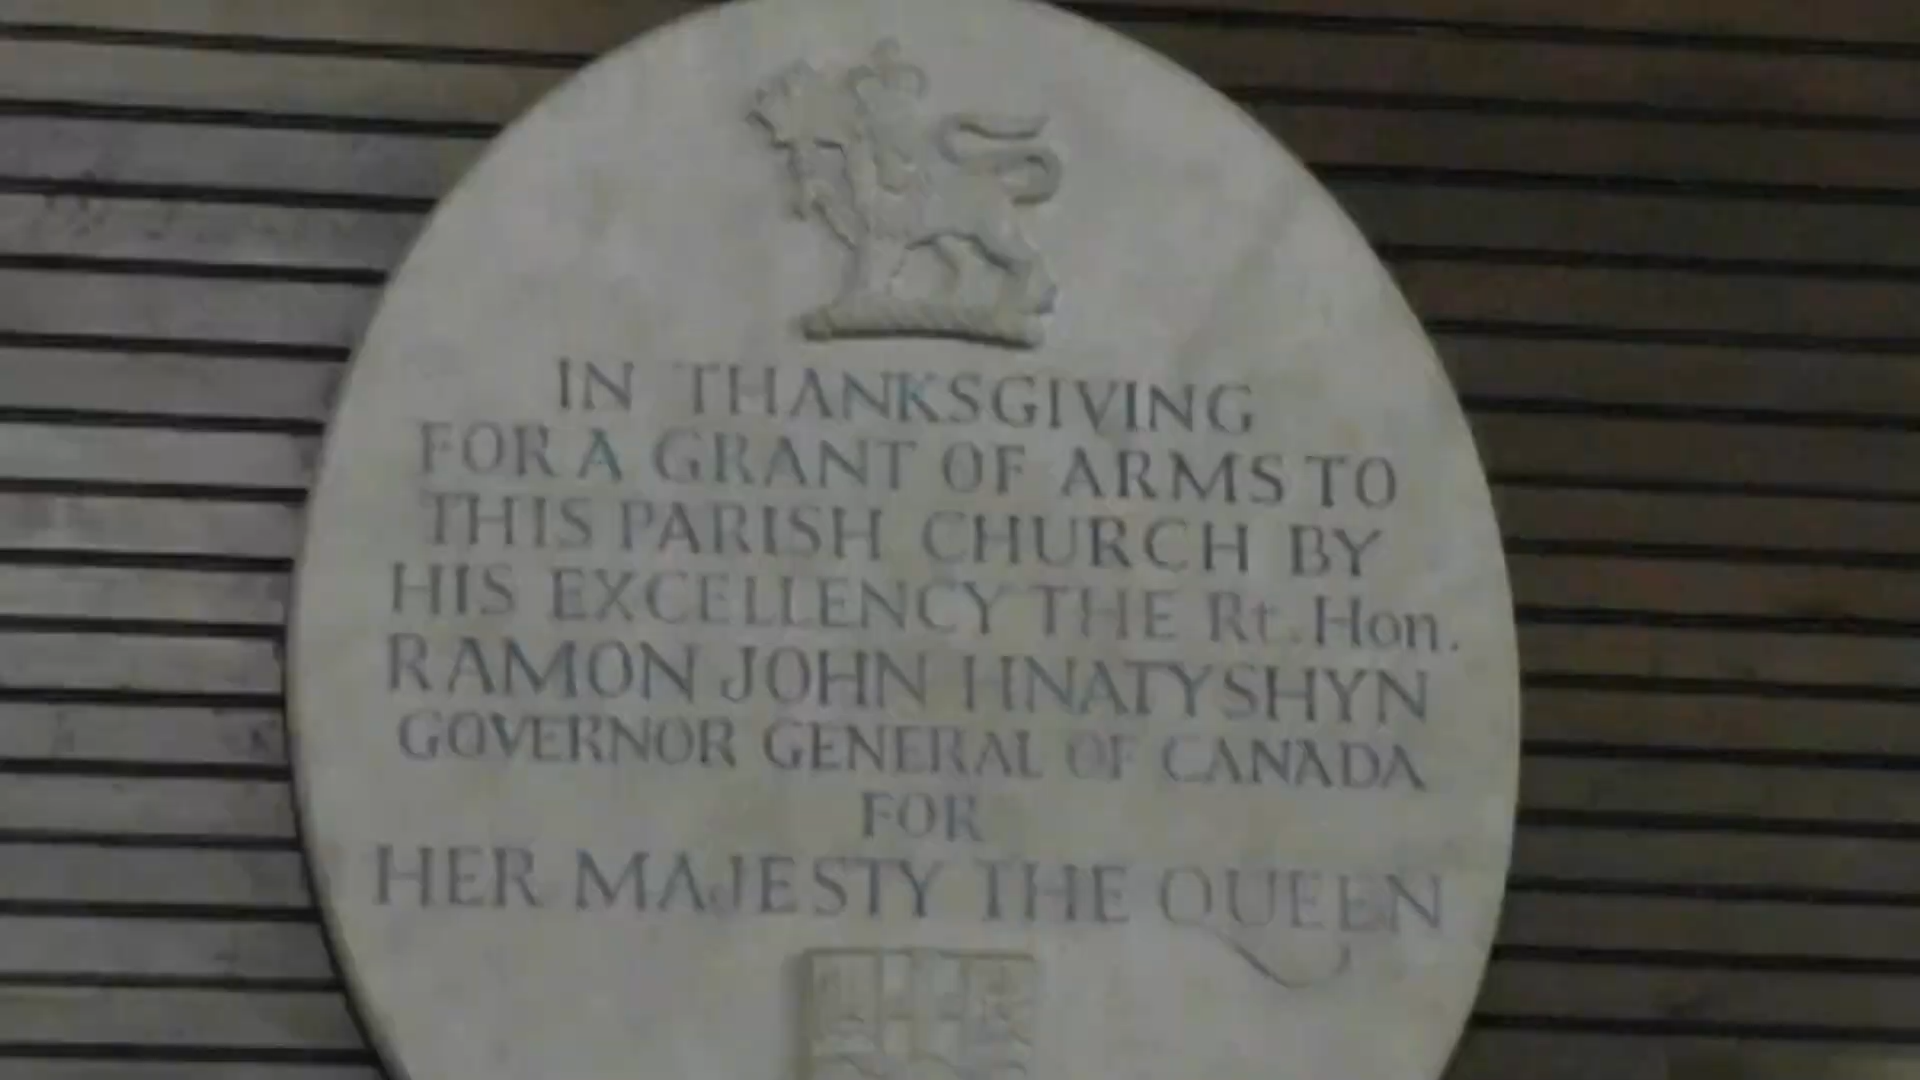 IN THANKSGIVING
FOR A GRANT OF ARMS TO
THIS PARISH CHURCH BY
HIS EXCELLENCY THE Rt. Hon.
RAMON JOHN HNATYSHYN
GOVERNOR GENERAL OF CANADA
FOR
HER MAJESTY THE QUEEN